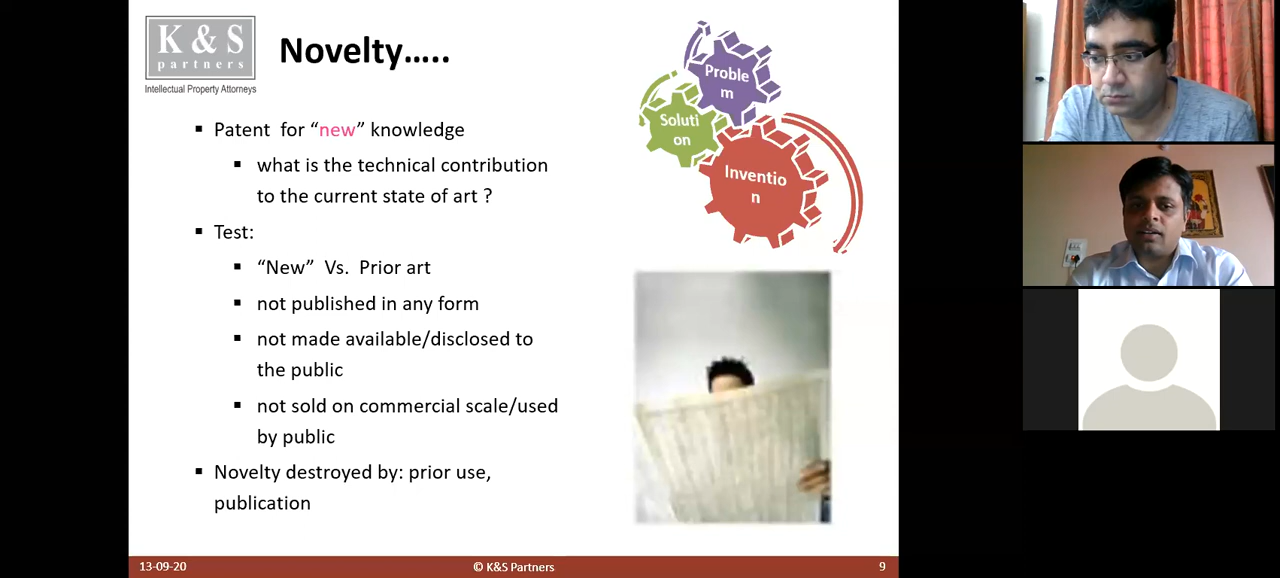 K & S
partners
Intellectual Property Attorneys
Novelty…..
Patent for “new” knowledge
what is the technical contribution
to the current state of art ?
Test:
“New” Vs. Prior art
not published in any form
not made available/disclosed to
the public
not sold on commercial scale/used
by public
Novelty destroyed by: prior use,
publication
Proble
m
Soluti
on
Inventio
n
13-09-20
© K&S Partners
9